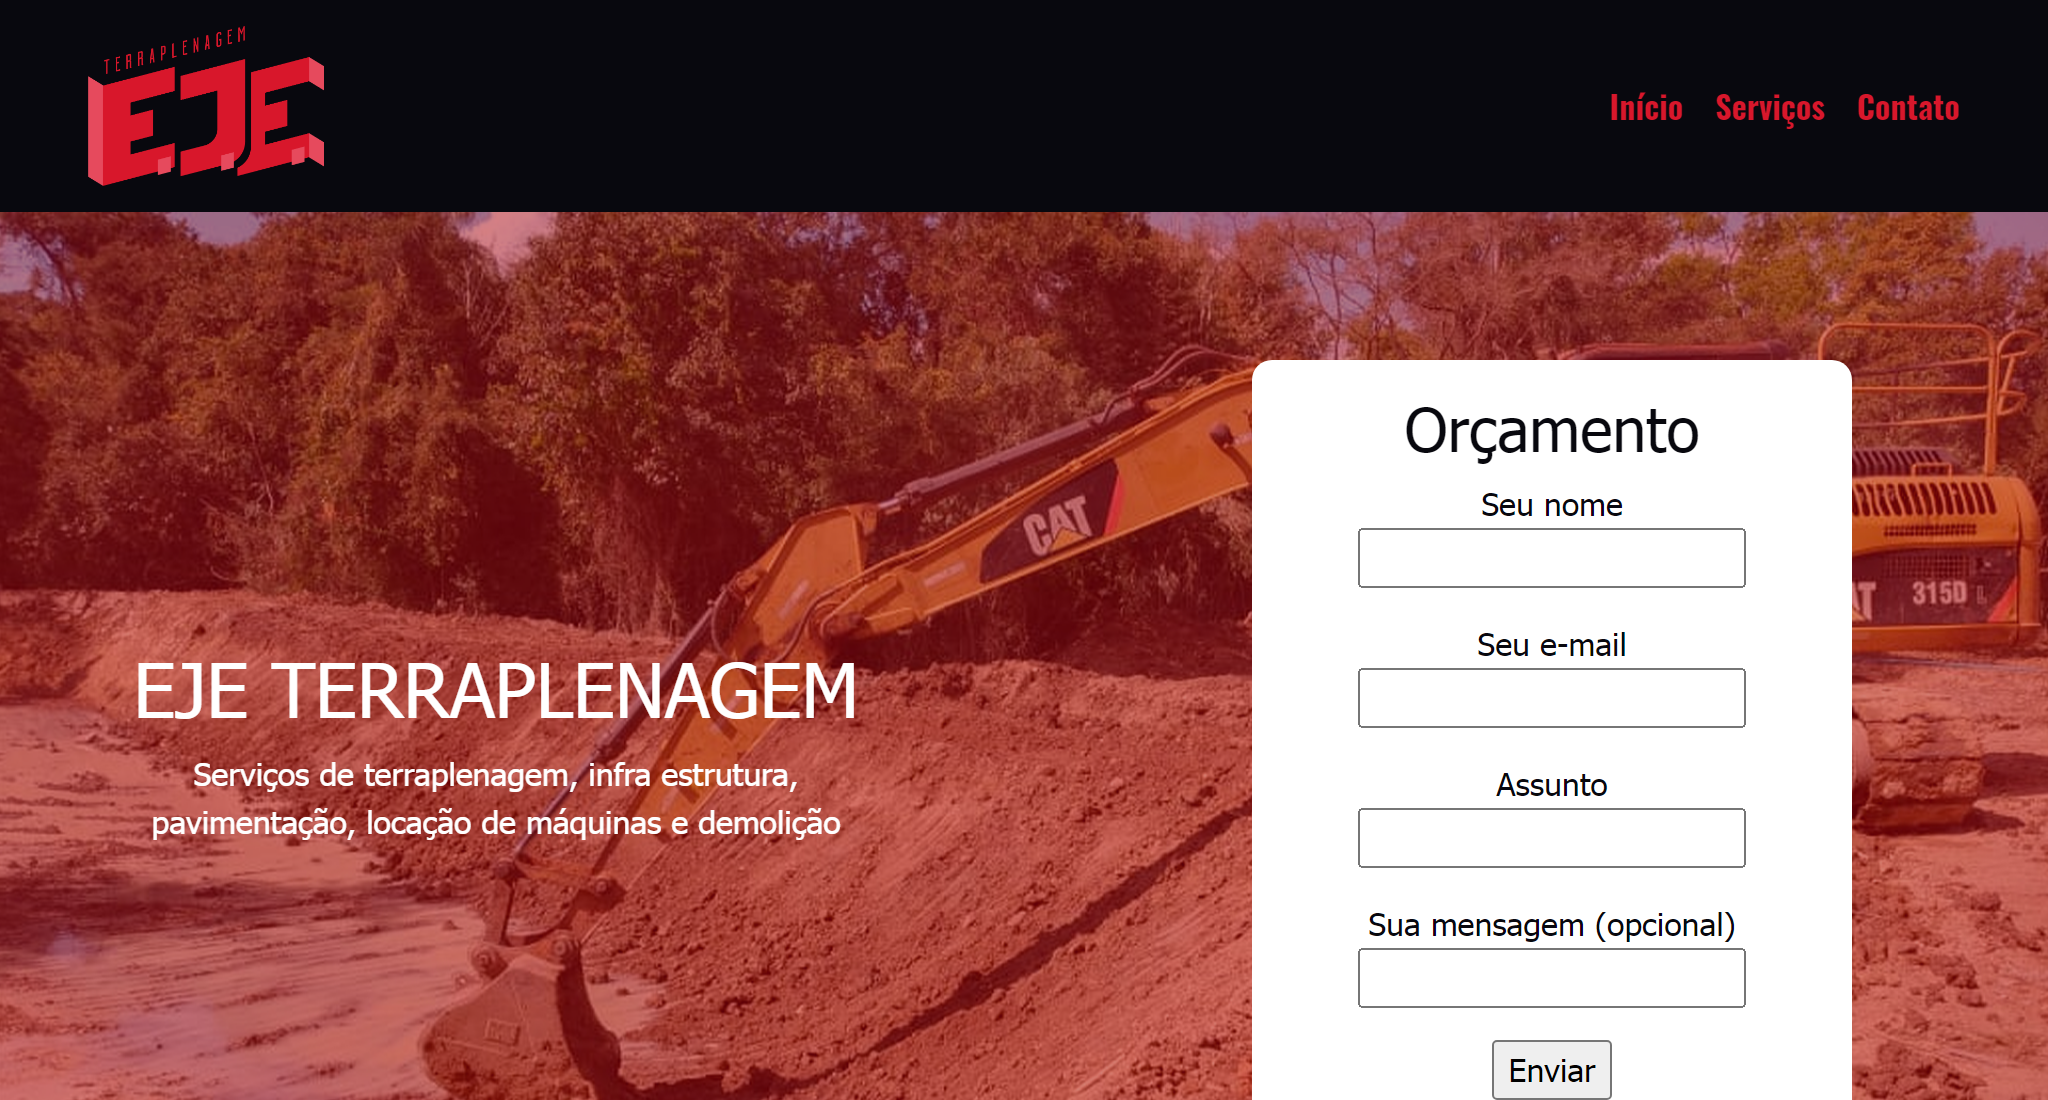 TERRAPLENAGEM
E.J.E.
Início Serviços Contato
CAT
315D L
EJE TERRAPLENAGEM
Serviços de terraplenagem, infra estrutura,
pavimentação, locação de máquinas e demolição
Orçamento
Seu nome
Seu e-mail
Assunto
Sua mensagem (opcional)
Enviar